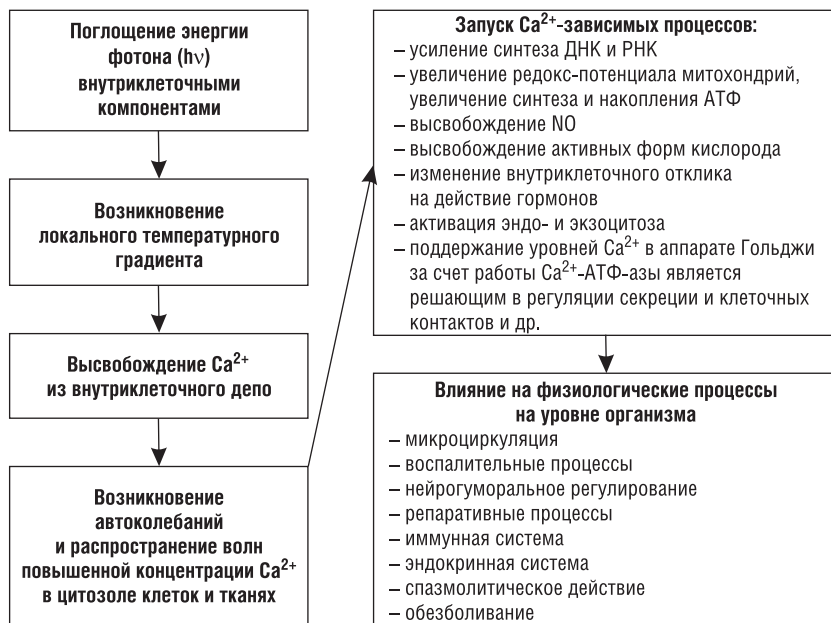 Поглощение энергии
фотона (hν)
внутриклеточными
компонентами
Возникновение
локального температурного
градиента
Высвобождение Ca²⁺
из внутриклеточного депо
Возникновение
автоколебаний
и распространение волн
повышенной концентрации Ca²⁺
в цитозоле клеток и тканях
Запуск Ca²⁺-зависимых процессов:
– усиление синтеза ДНК и РНК
– увеличение редокс-потенциала митохондрий,
увеличение синтеза и накопления АТФ
– высвобождение NO
– высвобождение активных форм кислорода
– изменение внутриклеточного отклика
на действие гормонов
– активация эндо- и экзоцитоза
– поддержание уровней Ca²⁺ в аппарате Гольджи
за счет работы Ca²⁺-АТФ-азы является
решающим в регуляции секреции и клеточных
контактов и др.
Влияние на физиологические процессы
на уровне организма
– микроциркуляция
– воспалительные процессы
– нейрогуморальное регулирование
– репаративные процессы
– иммунная система
– эндокринная система
– спазмолитическое действие
– обезболивание